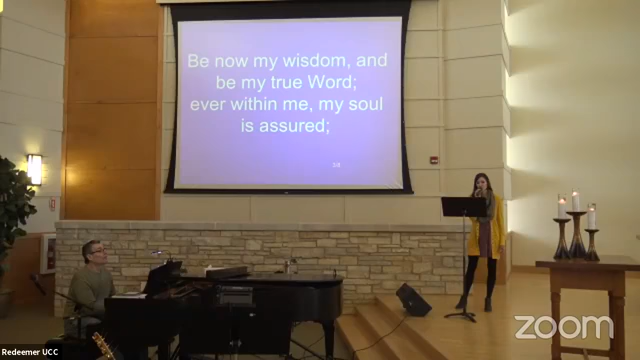 Be now my wisdom, and
be my true Word;
ever within me, my soul
is assured;
Redeemer UCC
zoom